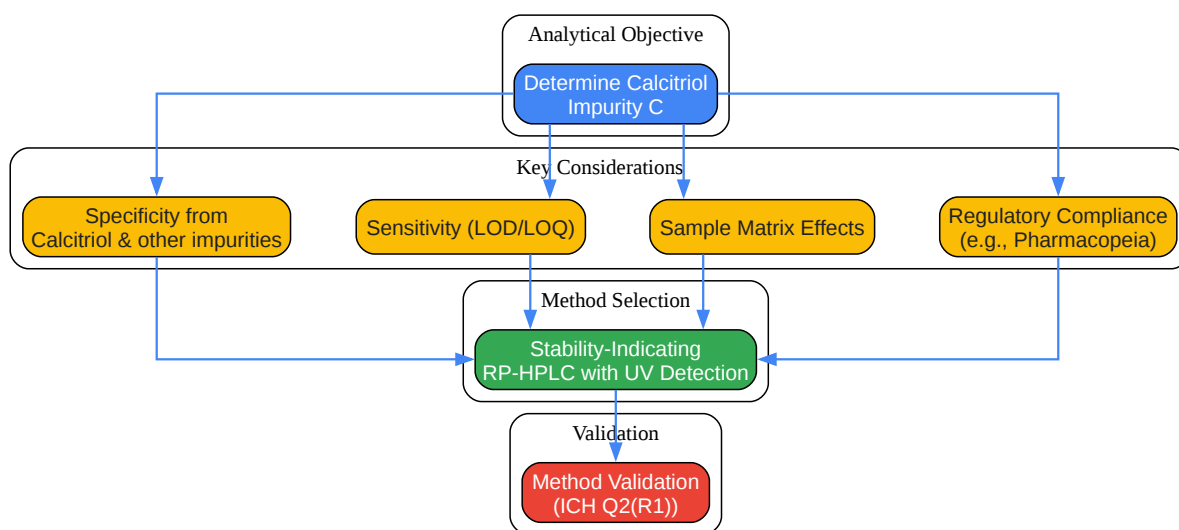 Analytical Objective
Determine Calcitriol
Impurity C
Key Considerations
Specificity from
Calcitriol & other impurities
Sensitivity (LOD/LOQ)
Sample Matrix Effects
Regulatory Compliance
(e.g., Pharmacopeia)
Method Selection
Stability-Indicating
RP-HPLC with UV Detection
Validation
Method Validation
(ICH Q2(R1))